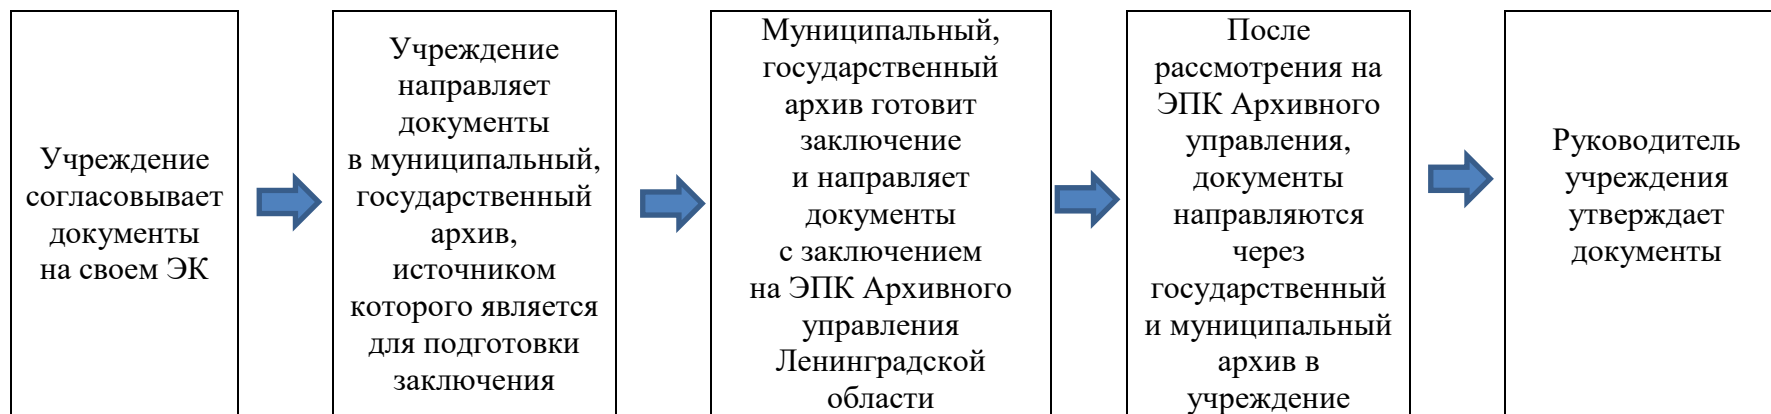 Учреждение
согласовывает
документы
на своем ЭК
Учреждение
направляет
документы
в муниципальный,
государственный
архив,
источником
которого является
для подготовки
заключения
Муниципальный,
государственный
архив готовит
заключение
и направляет
документы
с заключением
на ЭПК Архивного
управления
Ленинградской
области
После
рассмотрения на
ЭПК Архивного
управления,
документы
направляются
через
государственный
и муниципальный
архив в
учреждение
Руководитель
учреждения
утверждает
документы